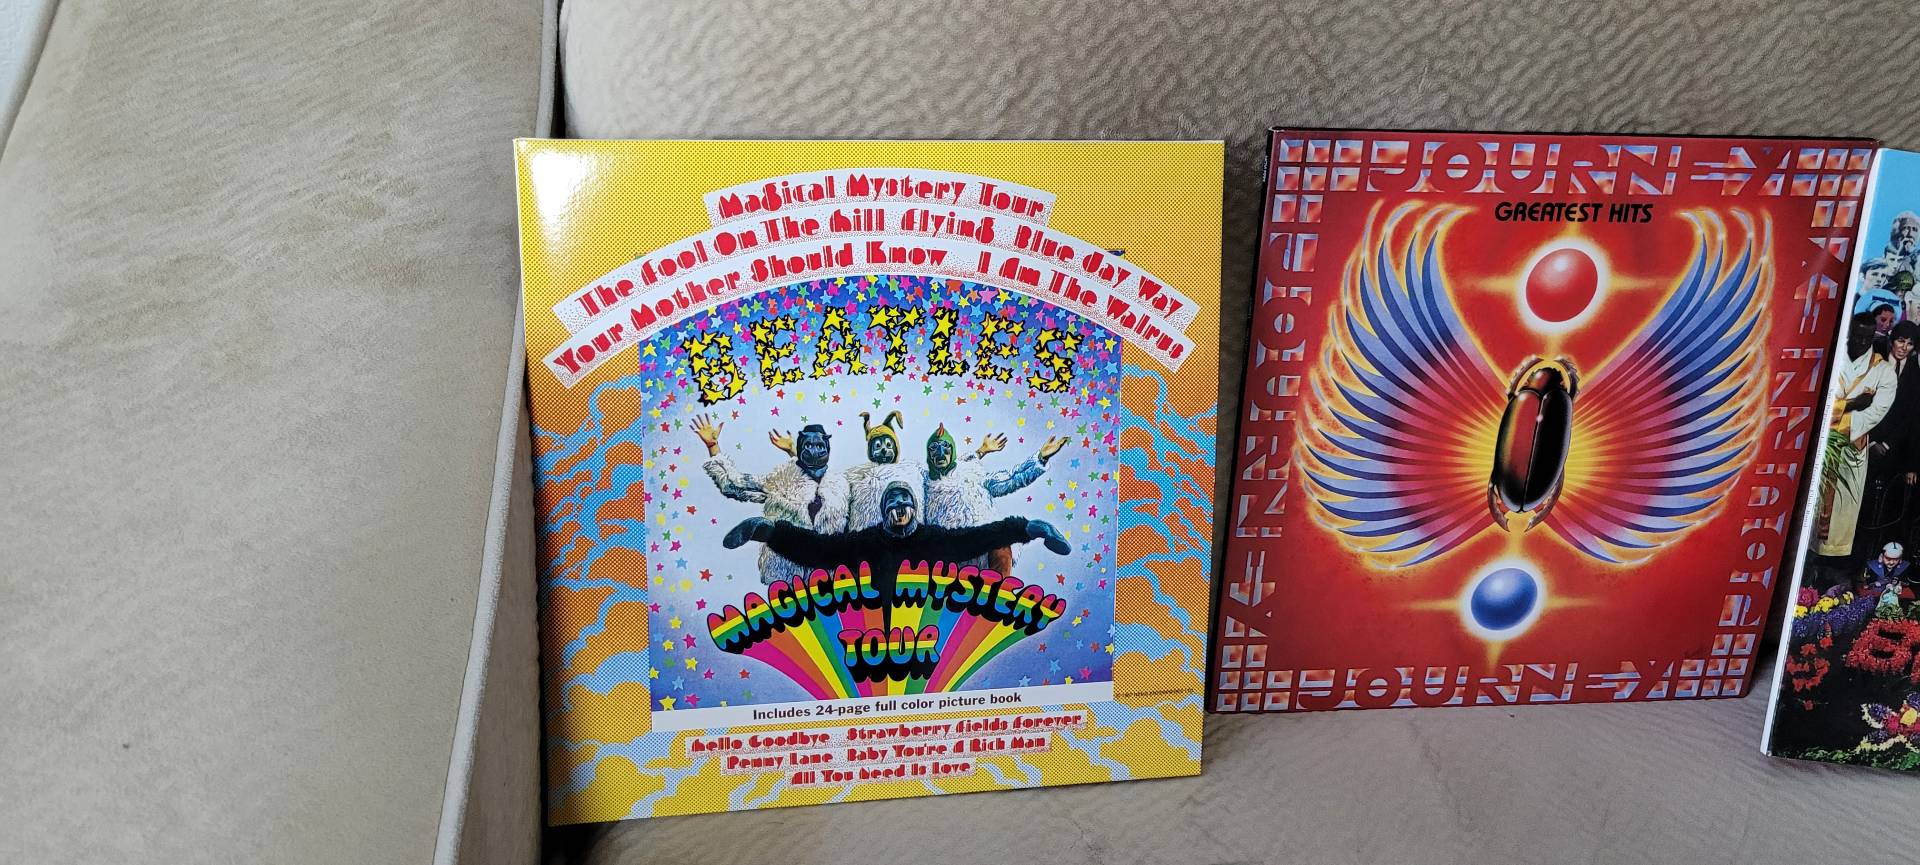 Magical Mystery Tour
The Fool On The Hill Flying Blue Jay Way
Your Mother Should Know I Am The Walrus
BEATLES
MAGICAL MYSTERY
TOUR
Includes 24-page full color picture book
Hello Goodbye Strawberry Fields Forever
Penny Lane Baby You're A Rich Man
All You Need Is Love
JOURNEY
GREATEST HITS
JOURNEY
JOURNEY
JOURNEY